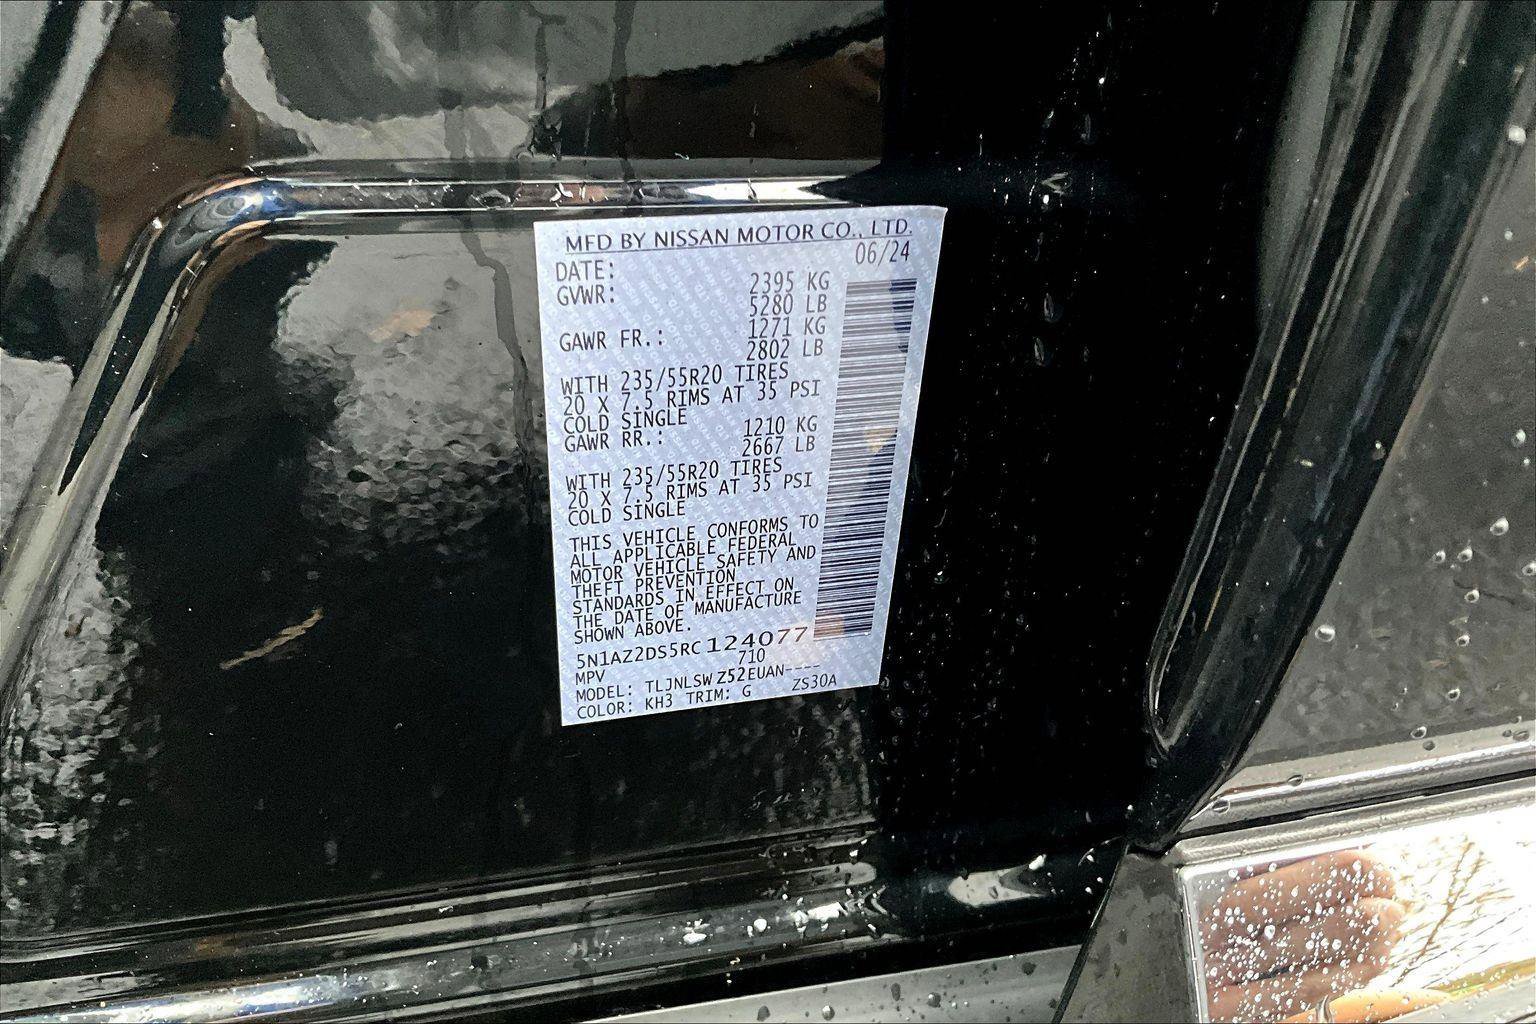 MFD BY NISSAN MOTOR CO., LTD.
DATE: 06/24
GVWR: 2395 KG
5280 LB
GAWR FR.: 1271 KG
2802 LB
WITH 235/55R20 TIRES
20 X 7.5 RIMS AT 35 PSI
COLD SINGLE
GAWR RR.: 1210 KG
2667 LB
WITH 235/55R20 TIRES
20 X 7.5 RIMS AT 35 PSI
COLD SINGLE
THIS VEHICLE CONFORMS TO
ALL APPLICABLE FEDERAL
MOTOR VEHICLE SAFETY AND
THEFT PREVENTION
STANDARDS IN EFFECT ON
THE DATE OF MANUFACTURE
SHOWN ABOVE.
5N1AZ2DS5RC124077
MPV 710
MODEL: TLJNLSWZ52EUAN----
COLOR: KH3 TRIM: G ZS30A